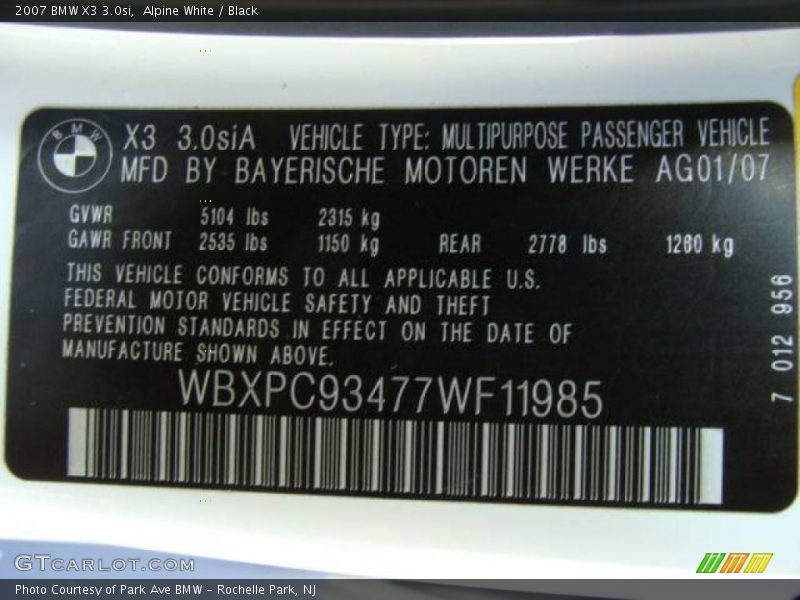 2007 BMW X3 3.0si, Alpine White / Black
BMW
X3 3.0siA VEHICLE TYPE: MULTIPURPOSE PASSENGER VEHICLE
MFD BY BAYERISCHE MOTOREN WERKE AG01/07
GVWR 5104 lbs 2315 kg
GAWR FRONT 2535 lbs 1150 kg REAR 2778 lbs 1260 kg
THIS VEHICLE CONFORMS TO ALL APPLICABLE U.S.
FEDERAL MOTOR VEHICLE SAFETY AND THEFT
PREVENTION STANDARDS IN EFFECT ON THE DATE OF
MANUFACTURE SHOWN ABOVE.
WBXPC93477WF11985
7 012 956
GTCARLOT.COM
Photo Courtesy of Park Ave BMW - Rochelle Park, NJ